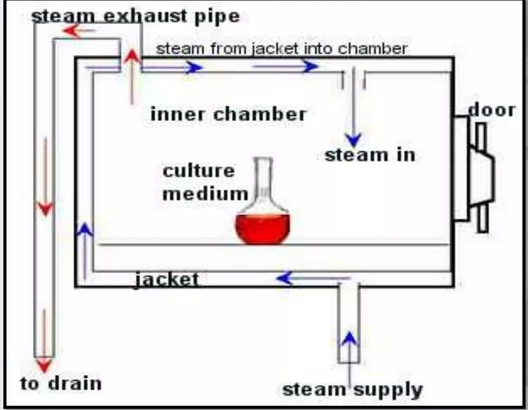 steam exhaust pipe
steam from jacket into chamber
inner chamber
door
steam in
culture
medium
jacket
to drain
steam supply